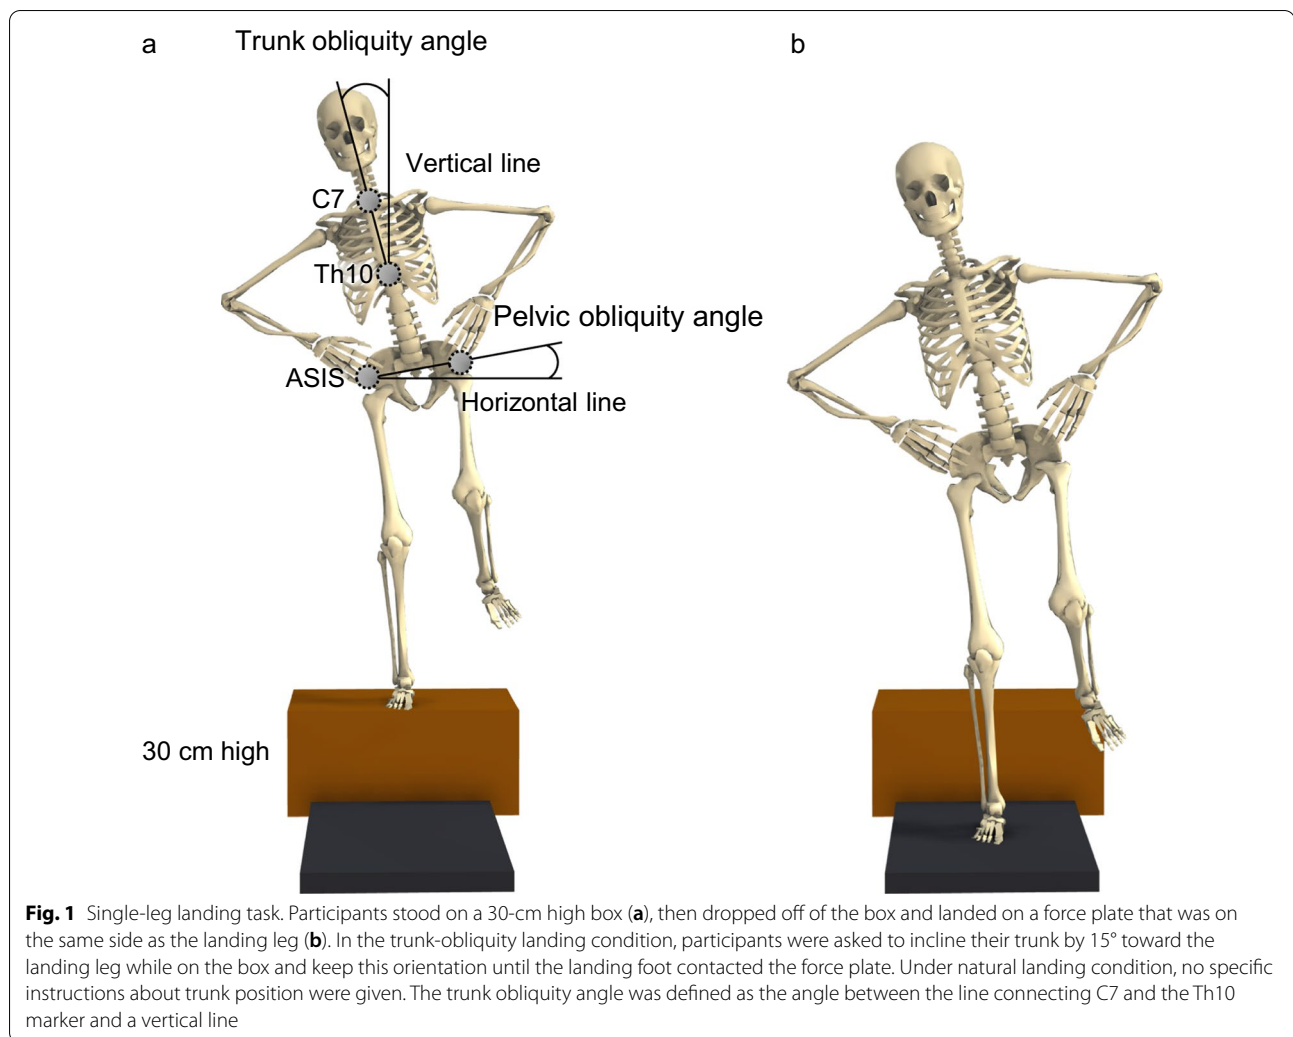 a
Trunk obliquity angle
b
Vertical line
C7
Th10
Pelvic obliquity angle
ASIS
Horizontal line
30 cm high
Fig. 1 Single-leg landing task. Participants stood on a 30-cm high box (a), then dropped off of the box and landed on a force plate that was on
the same side as the landing leg (b). In the trunk-obliquity landing condition, participants were asked to incline their trunk by 15° toward the
landing leg while on the box and keep this orientation until the landing foot contacted the force plate. Under natural landing condition, no specific
instructions about trunk position were given. The trunk obliquity angle was defined as the angle between the line connecting C7 and the Th10
marker and a vertical line